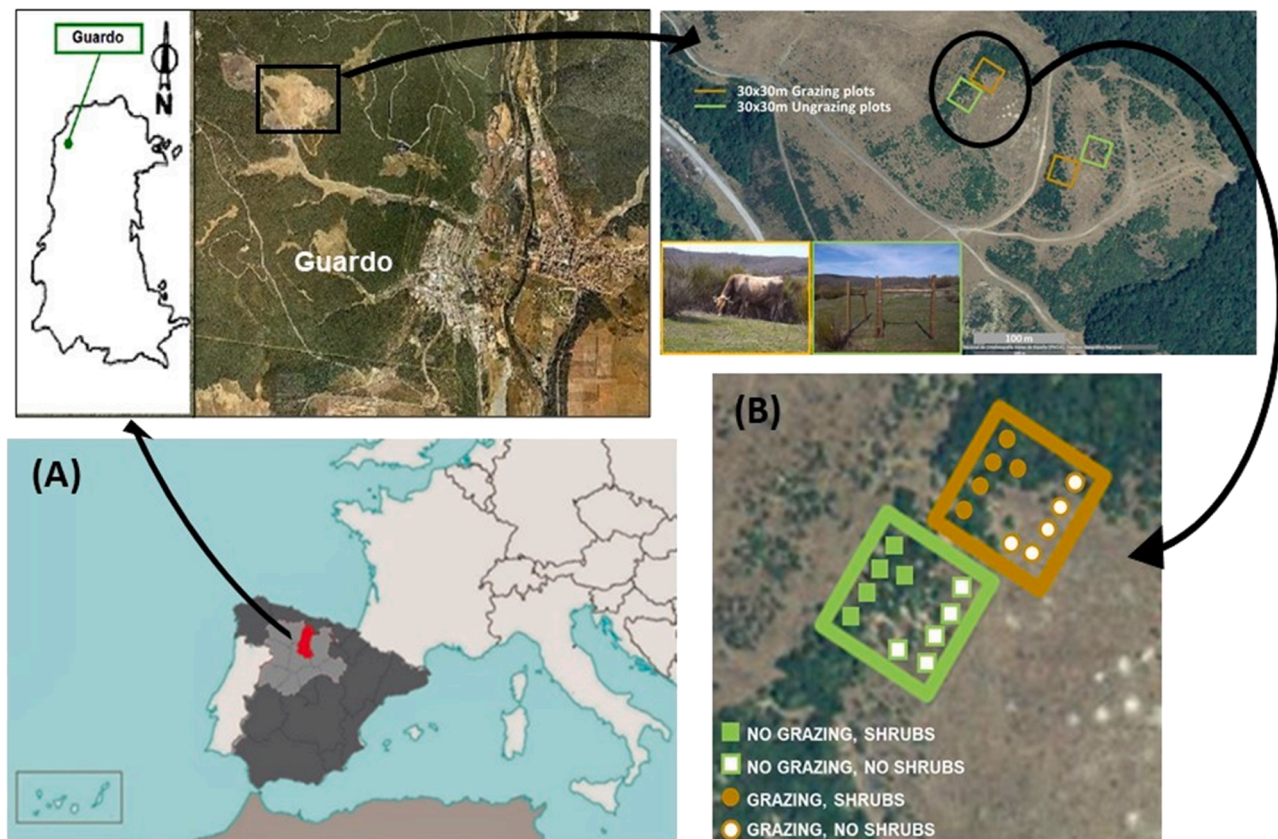 Guardo
N
Guardo
30x30m Grazing plots
30x30m Ungrazing plots
100 m
(A)
(B)
NO GRAZING, SHRUBS
NO GRAZING, NO SHRUBS
GRAZING, SHRUBS
GRAZING, NO SHRUBS